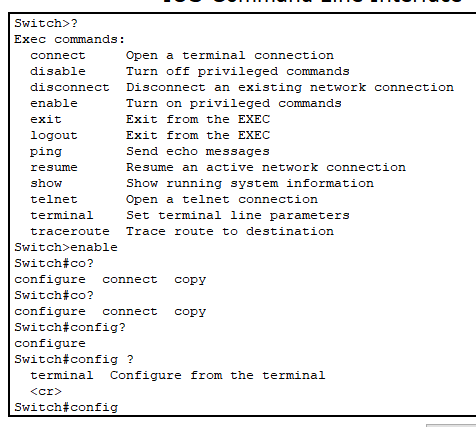 IOS Command Line Interface
Switch>?
Exec commands:
  connect     Open a terminal connection
  disable     Turn off privileged commands
  disconnect  Disconnect an existing network connection
  enable      Turn on privileged commands
  exit        Exit from the EXEC
  logout      Exit from the EXEC
  ping        Send echo messages
  resume      Resume an active network connection
  show        Show running system information
  telnet      Open a telnet connection
  terminal    Set terminal line parameters
  traceroute  Trace route to destination
Switch>enable
Switch#co?
configure  connect  copy
Switch#co?
configure  connect  copy
Switch#config?
configure
Switch#config ?
  terminal  Configure from the terminal
  <cr>
Switch#config